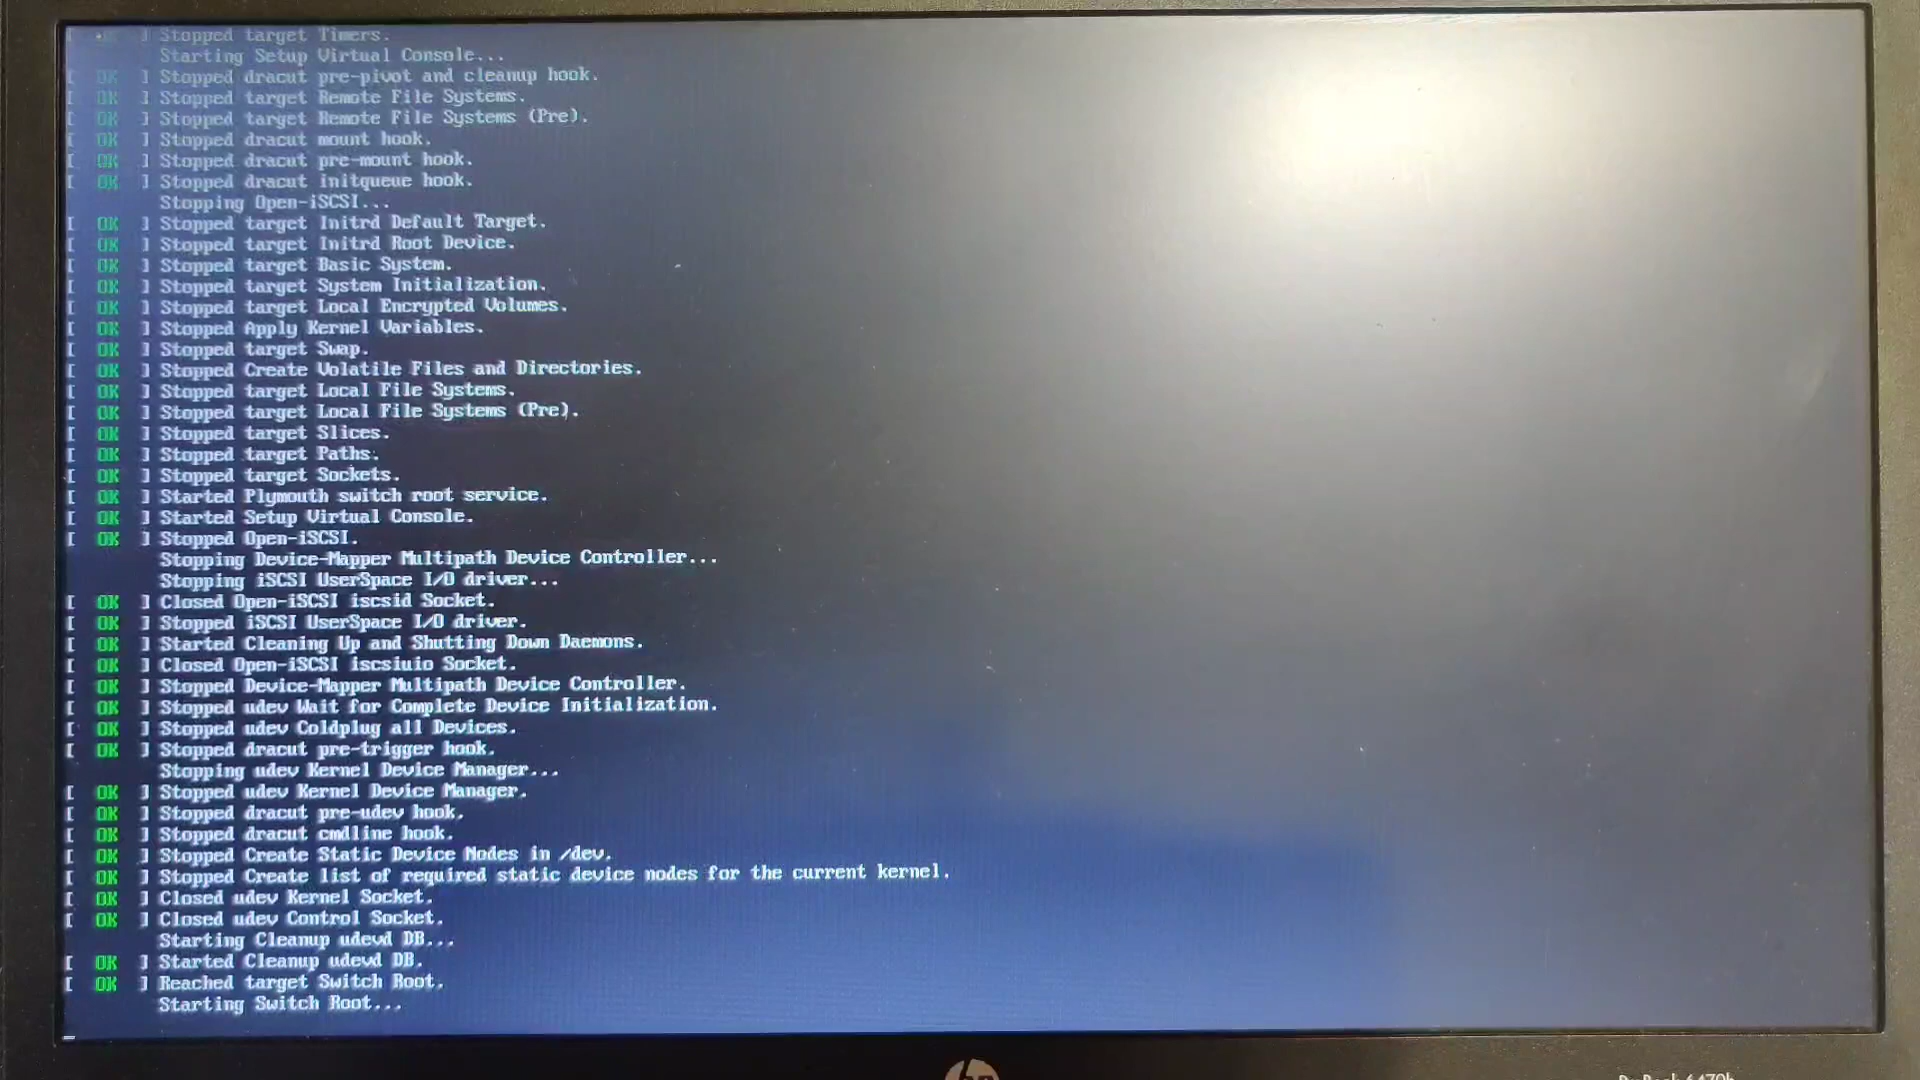 [ OK ] Stopped target Timers.
Starting Setup Virtual Console...
[ OK ] Stopped dracut pre-pivot and cleanup hook.
[ OK ] Stopped target Remote File Systems.
[ OK ] Stopped target Remote File Systems (Pre).
[ OK ] Stopped dracut mount hook.
[ OK ] Stopped dracut pre-mount hook.
[ OK ] Stopped dracut initqueue hook.
Stopping Open-iSCSI...
[ OK ] Stopped target Initrd Default Target.
[ OK ] Stopped target Initrd Root Device.
[ OK ] Stopped target Basic System.
[ OK ] Stopped target System Initialization.
[ OK ] Stopped target Local Encrypted Volumes.
[ OK ] Stopped Apply Kernel Variables.
[ OK ] Stopped target Swap.
[ OK ] Stopped Create Volatile Files and Directories.
[ OK ] Stopped target Local File Systems.
[ OK ] Stopped target Local File Systems (Pre).
[ OK ] Stopped target Slices.
[ OK ] Stopped target Paths.
[ OK ] Stopped target Sockets.
[ OK ] Started Plymouth switch root service.
[ OK ] Started Setup Virtual Console.
[ OK ] Stopped Open-iSCSI.
Stopping Device-Mapper Multipath Device Controller...
Stopping iSCSI UserSpace I/O driver...
[ OK ] Closed Open-iSCSI iscsid Socket.
[ OK ] Stopped iSCSI UserSpace I/O driver.
[ OK ] Started Cleaning Up and Shutting Down Daemons.
[ OK ] Closed Open-iSCSI iscsiuio Socket.
[ OK ] Stopped Device-Mapper Multipath Device Controller.
[ OK ] Stopped udev Wait for Complete Device Initialization.
[ OK ] Stopped udev Coldplug all Devices.
[ OK ] Stopped dracut pre-trigger hook.
Stopping udev Kernel Device Manager...
[ OK ] Stopped udev Kernel Device Manager.
[ OK ] Stopped dracut pre-udev hook.
[ OK ] Stopped dracut cmdline hook.
[ OK ] Stopped Create Static Device Nodes in /dev.
[ OK ] Stopped Create list of required static device nodes for the current kernel.
[ OK ] Closed udev Kernel Socket.
[ OK ] Closed udev Control Socket.
Starting Cleanup udevd DB...
[ OK ] Started Cleanup udevd DB.
[ OK ] Reached target Switch Root.
Starting Switch Root...
hp